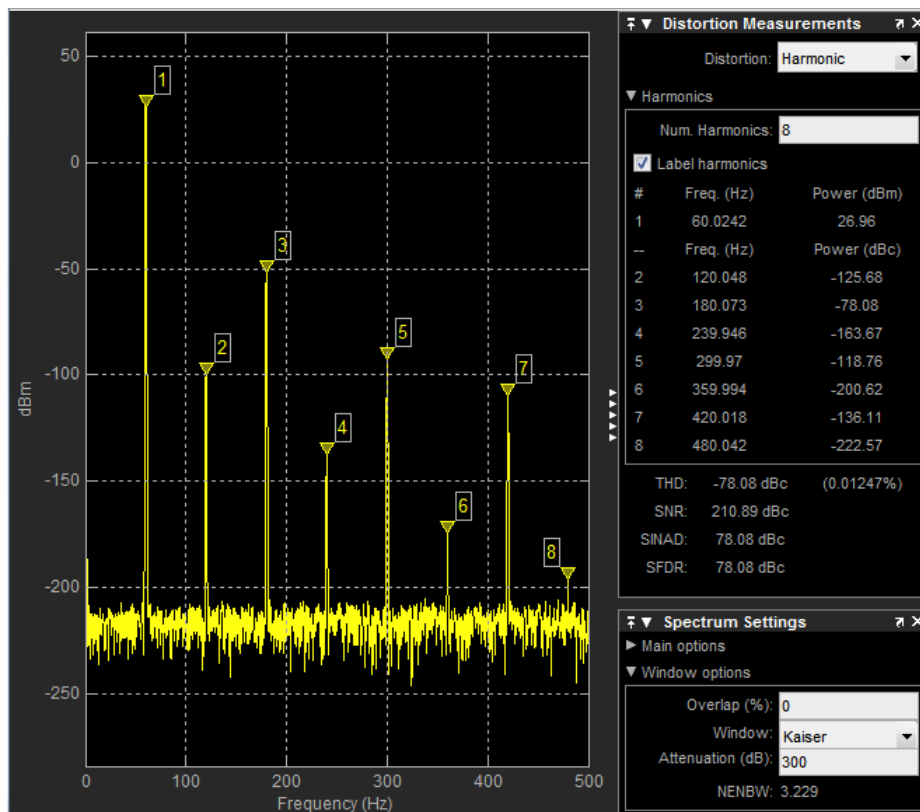 50
0
-50
-100
-150
-200
-250
dBm
0
100
200
300
400
500
Frequency (Hz)
1
2
3
4
5
6
7
8
Distortion Measurements
Distortion: Harmonic
Harmonics
Num. Harmonics: 8
Label harmonics
# Freq. (Hz) Power (dBm)
1 60.0242 26.96
-- Freq. (Hz) Power (dBc)
2 120.048 -125.68
3 180.073 -78.08
4 239.946 -163.67
5 299.97 -118.76
6 359.994 -200.62
7 420.018 -136.11
8 480.042 -222.57
THD: -78.08 dBc (0.01247%)
SNR: 210.89 dBc
SINAD: 78.08 dBc
SFDR: 78.08 dBc
Spectrum Settings
Main options
Window options
Overlap (%): 0
Window: Kaiser
Attenuation (dB): 300
NENBW: 3.229